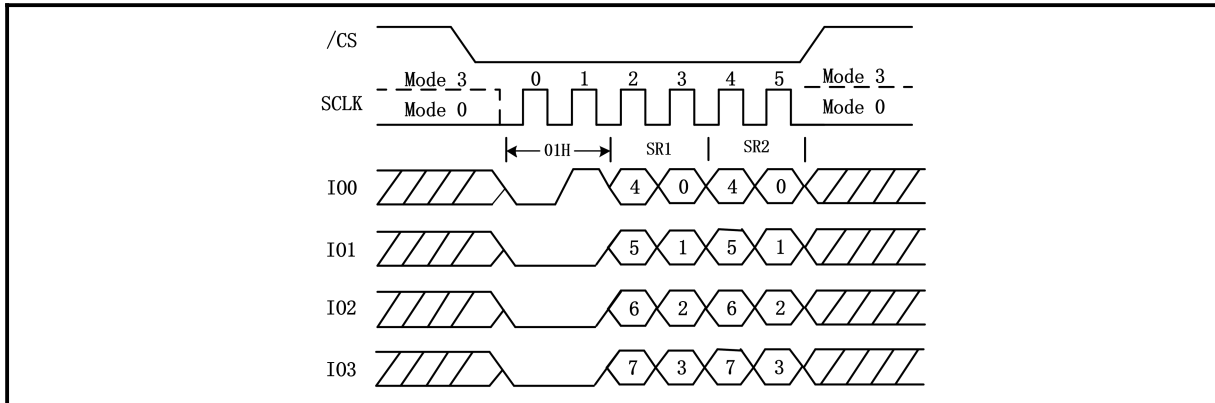 /CS
Mode 3 0 1 2 3 4 5 Mode 3
SCLK Mode 0 Mode 0
01H SR1 SR2
IO0 4 0 4 0
IO1 5 1 5 1
IO2 6 2 6 2
IO3 7 3 7 3